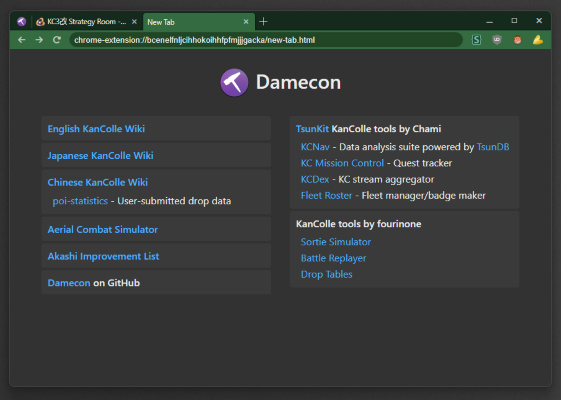 KC3改 Strategy Room -
New Tab
chrome-extension://bcenelfnljcihhokoihhfpfmjjjgacka/new-tab.html
Damecon
English KanColle Wiki
Japanese KanColle Wiki
Chinese KanColle Wiki
poi-statistics - User-submitted drop data
Aerial Combat Simulator
Akashi Improvement List
Damecon on GitHub
TsunKit KanColle tools by Chami
KCNav - Data analysis suite powered by TsunDB
KC Mission Control - Quest tracker
KCDex - KC stream aggregator
Fleet Roster - Fleet manager/badge maker
KanColle tools by fourinone
Sortie Simulator
Battle Replayer
Drop Tables